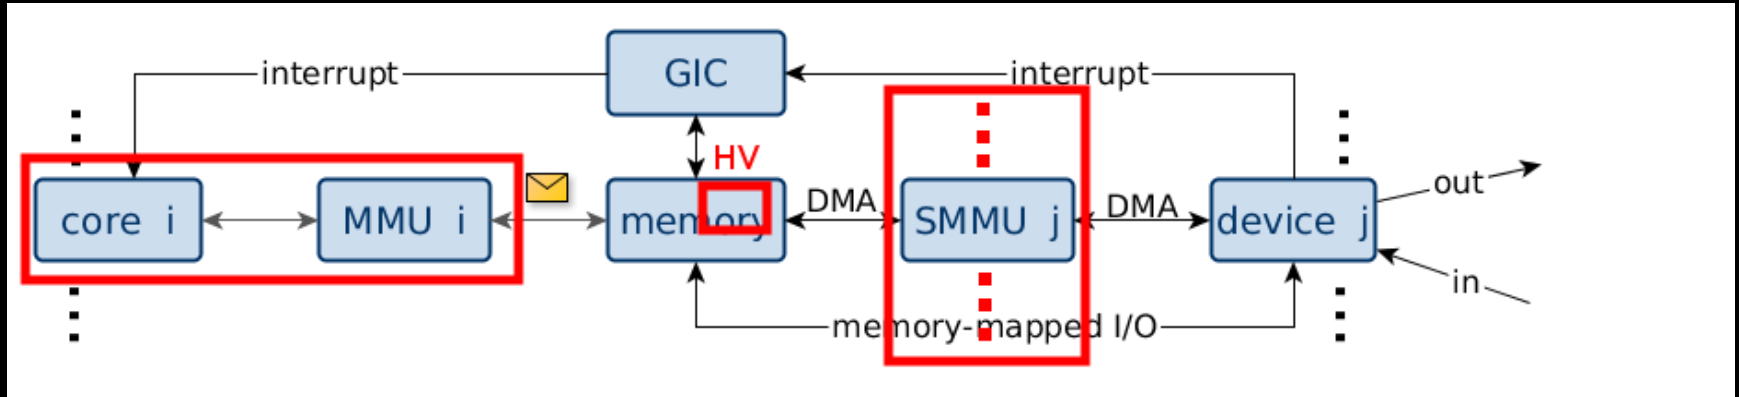 interrupt
GIC
interrupt
HV
core i
MMU i
memory
DMA
SMMU j
DMA
device j
out
in
memory-mapped I/O